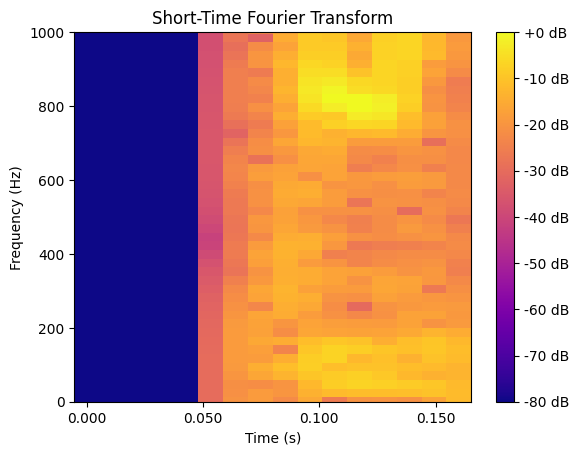 Short-Time Fourier Transform
1000
800
600
400
200
0
Frequency (Hz)
0.000
0.050
0.100
0.150
Time (s)
+0 dB
-10 dB
-20 dB
-30 dB
-40 dB
-50 dB
-60 dB
-70 dB
-80 dB